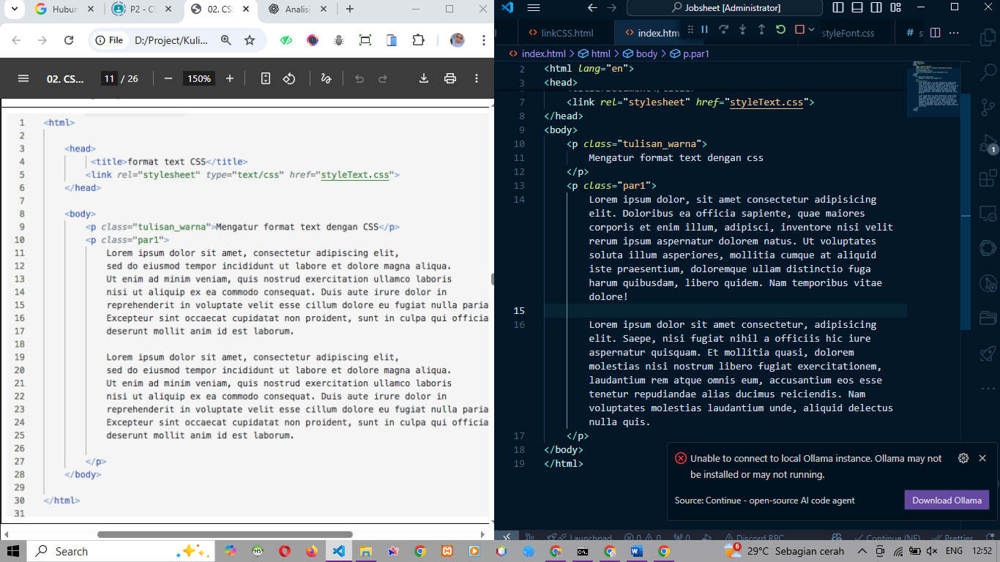 Hubun
P2 - CS
02. CS
Analisi
File
D:/Project/Kuli...
02. CS...
11 / 26
150%
1 <html>
2
3 <head>
4 <title>format text CSS</title>
5 <link rel="stylesheet" type="text/css" href="styleText.css">
6 </head>
7
8 <body>
9 <p class="tulisan_warna">Mengatur format text dengan CSS</p>
10 <p class="par1">
11 Lorem ipsum dolor sit amet, consectetur adipiscing elit,
12 sed do eiusmod tempor incididunt ut labore et dolore magna aliqua.
13 Ut enim ad minim veniam, quis nostrud exercitation ullamco laboris
14 nisi ut aliquip ex ea commodo consequat. Duis aute irure dolor in
15 reprehenderit in voluptate velit esse cillum dolore eu fugiat nulla paria
16 Excepteur sint occaecat cupidatat non proident, sunt in culpa qui officia
17 deserunt mollit anim id est laborum.
18
19 Lorem ipsum dolor sit amet, consectetur adipiscing elit,
20 sed do eiusmod tempor incididunt ut labore et dolore magna aliqua.
21 Ut enim ad minim veniam, quis nostrud exercitation ullamco laboris
22 nisi ut aliquip ex ea commodo consequat. Duis aute irure dolor in
23 reprehenderit in voluptate velit esse cillum dolore eu fugiat nulla paria
24 Excepteur sint occaecat cupidatat non proident, sunt in culpa qui officia
25 deserunt mollit anim id est laborum.
26
27 </p>
28 </body>
29
30 </html>
31
Jobsheet [Administrator]
linkCSS.html
index.htm
styleFont.css
# s
index.html > html > body > p.par1
2 <html lang="en">
3 <head>
<title>Document</title>
7 <link rel="stylesheet" href="styleText.css">
8 </head>
9 <body>
10 <p class="tulisan_warna">
11 Mengatur format text dengan css
12 </p>
13 <p class="par1">
14 Lorem ipsum dolor, sit amet consectetur adipisicing
elit. Doloribus ea officia sapiente, quae maiores
corporis et enim illum, adipisci, inventore nisi velit
rerum ipsum aspernatur dolorem natus. Ut voluptates
soluta illum asperiores, mollitia cumque at aliquid
iste praesentium, doloremque ullam distinctio fuga
harum quibusdam, libero quidem. Nam temporibus vitae
dolore!
15
16 Lorem ipsum dolor sit amet consectetur, adipisicing
elit. Saepe, nisi fugiat nihil a officiis hic iure
aspernatur quisquam. Et mollitia quasi, dolorem
molestias nisi nostrum libero fugiat exercitationem,
laudantium rem atque omnis eum, accusantium eos esse
tenetur repudiandae alias ducimus reiciendis. Nam
voluptates molestias laudantium unde, aliquid delectus
nulla quis.
17 </p>
18 </body>
19 </html>
1
Unable to connect to local Ollama instance. Ollama may not
be installed or may not running.
Source: Continue - open-source AI code agent
Download Ollama
Launchpad
0
0
0
Discord RPC
Continue (NE)
Prettier
Search
6
29°C Sebagian cerah
ENG
12:52